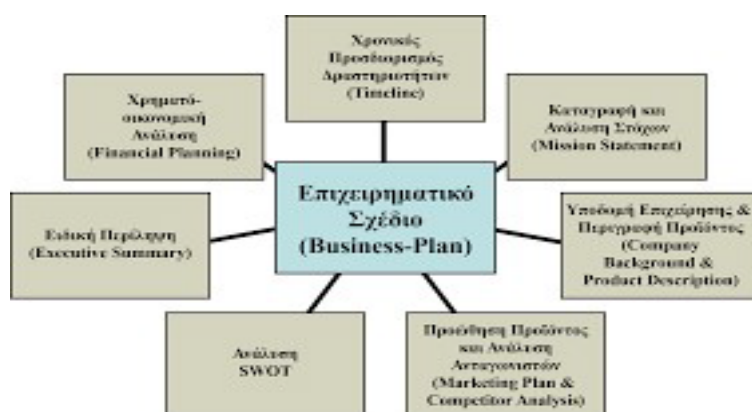 Χρονικός
Προσδιορισμός
Δραστηριοτήτων
(Timeline)
Χρηματο-
οικονομική
Ανάλυση
(Financial Planning)
Καταγραφή και
Ανάλυση Στόχων
(Mission Statement)
Επιχειρηματικό
Σχέδιο
(Business-Plan)
Ειδική Περίληψη
(Executive Summary)
Υποδομή Επιχείρησης &
Περιγραφή Προϊόντος
(Company
Background &
Product Description)
Ανάλυση
SWOT
Προώθηση Προϊόντος
και Ανάλυση
Ανταγωνιστών
(Marketing Plan &
Competitor Analysis)